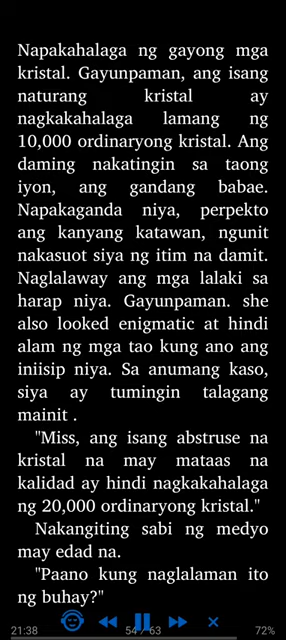 Napakahalaga ng gayong mga
kristal. Gayunpaman, ang isang
naturang kristal ay
nagkakahalaga lamang ng
10,000 ordinaryong kristal. Ang
daming nakatingin sa taong
iyon, ang gandang babae.
Napakaganda niya, perpekto
ang kanyang katawan, ngunit
nakasuot siya ng itim na damit.
Naglalaway ang mga lalaki sa
harap niya. Gayunpaman. she
also looked enigmatic at hindi
alam ng mga tao kung ano ang
iniisip niya. Sa anumang kaso,
siya ay tumingin talagang
mainit .
"Miss, ang isang abstruse na
kristal na may mataas na
kalidad ay hindi nagkakahalaga
ng 20,000 ordinaryong kristal."
Nakangiting sabi ng medyo
may edad na.
"Paano kung naglalaman ito
ng buhay?"
21:38 54 / 63 72%